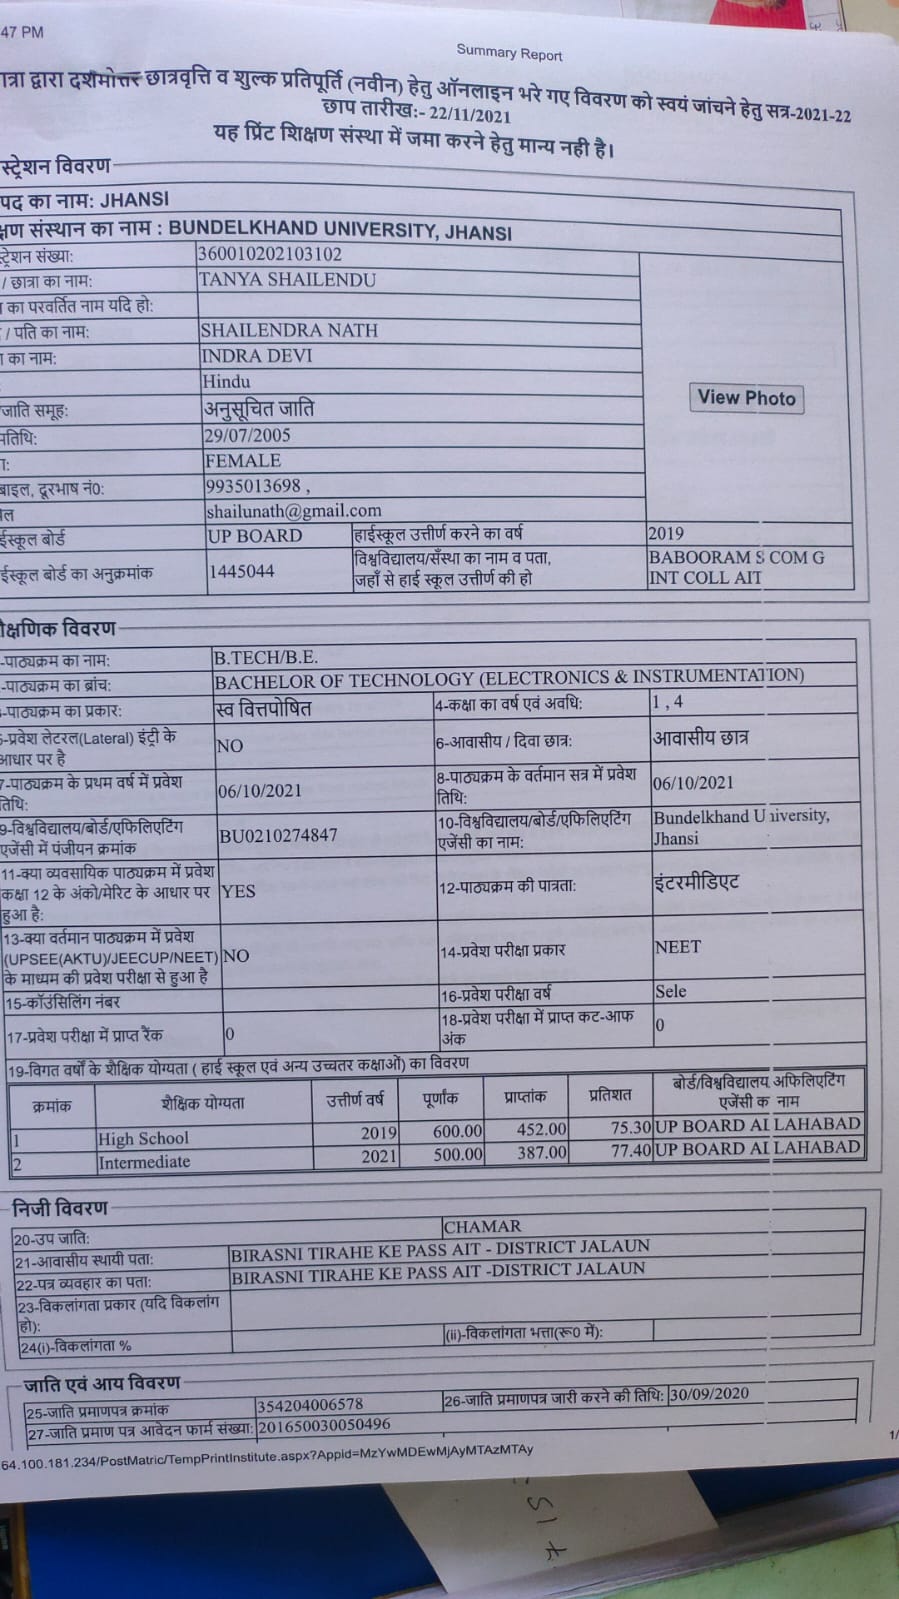 47 PM
Summary Report
ात्रा द्वारा दशमोत्तर छात्रवृत्ति व शुल्क प्रतिपूर्ति (नवीन) हेतु ऑनलाइन भरे गए विवरण को स्वयं जांचने हेतु सत्र-2021-22
छाप तारीख:- 22/11/2021
यह प्रिंट शिक्षण संस्था में जमा करने हेतु मान्य नही है।
स्ट्रेशन विवरण
पद का नाम: JHANSI
क्षण संस्थान का नाम : BUNDELKHAND UNIVERSITY, JHANSI
स्ट्रेशन संख्या: 360010202103102
/ छात्रा का नाम: TANYA SHAILENDU
का परवर्तित नाम यदि हो:
/ पति का नाम: SHAILENDRA NATH
का नाम: INDRA DEVI
Hindu
View Photo
जाति समूह: अनुसूचित जाति
मतिथि: 29/07/2005
FEMALE
बाइल, दूरभाष नं0: 9935013698 ,
shailunath@gmail.com
ईस्कूल बोर्ड UP BOARD हाईस्कूल उत्तीर्ण करने का वर्ष 2019
ईस्कूल बोर्ड का अनुक्रमांक 1445044 विश्वविद्यालय/सँस्था का नाम व पता, जहाँ से हाई स्कूल उत्तीर्ण की हो BABOORAM S COM G INT COLL AIT
ैक्षणिक विवरण
-पाठ्यक्रम का नाम: B.TECH/B.E.
-पाठ्यक्रम का ब्रांच: BACHELOR OF TECHNOLOGY (ELECTRONICS & INSTRUMENTATION)
-पाठ्यक्रम का प्रकार: स्व वित्तपोषित 4-कक्षा का वर्ष एवं अवधि: 1 , 4
-प्रवेश लेटरल(Lateral) इंट्री के आधार पर है NO 6-आवासीय / दिवा छात्र: आवासीय छात्र
7-पाठ्यक्रम के प्रथम वर्ष में प्रवेश तिथि: 06/10/2021 8-पाठ्यक्रम के वर्तमान सत्र में प्रवेश तिथि: 06/10/2021
9-विश्वविद्यालय/बोर्ड/एफिलिएटिंग एजेंसी में पंजीयन क्रमांक BU0210274847 10-विश्वविद्यालय/बोर्ड/एफिलिएटिंग एजेंसी का नाम: Bundelkhand University, Jhansi
11-क्या व्यवसायिक पाठ्यक्रम में प्रवेश कक्षा 12 के अंको/मेरिट के आधार पर हुआ है: YES 12-पाठ्यक्रम की पात्रता: इंटरमीडिएट
13-क्या वर्तमान पाठ्यक्रम में प्रवेश (UPSEE(AKTU)/JEECUP/NEET) के माध्यम की प्रवेश परीक्षा से हुआ है NO 14-प्रवेश परीक्षा प्रकार NEET
15-कॉउंसिलिंग नंबर 16-प्रवेश परीक्षा वर्ष Sele
17-प्रवेश परीक्षा में प्राप्त रैंक 0 18-प्रवेश परीक्षा में प्राप्त कट-आफ अंक 0
19-विगत वर्षों के शैक्षिक योग्यता ( हाई स्कूल एवं अन्य उच्चतर कक्षाओं) का विवरण
क्रमांक शैक्षिक योग्यता उत्तीर्ण वर्ष पूर्णांक प्राप्तांक प्रतिशत बोर्ड/विश्वविद्यालय अफिलिएटिंग एजेंसी क नाम
1 High School 2019 600.00 452.00 75.30 UP BOARD ALLAHABAD
2 Intermediate 2021 500.00 387.00 77.40 UP BOARD ALLAHABAD
निजी विवरण
20-उप जाति: CHAMAR
21-आवासीय स्थायी पता: BIRASNI TIRAHE KE PASS AIT - DISTRICT JALAUN
22-पत्र व्यवहार का पता: BIRASNI TIRAHE KE PASS AIT -DISTRICT JALAUN
23-विकलांगता प्रकार (यदि विकलांग हो):
24(i)-विकलांगता % (ii)-विकलांगता भत्ता(रू0 में):
जाति एवं आय विवरण
25-जाति प्रमाणपत्र क्रमांक 354204006578 26-जाति प्रमाणपत्र जारी करने की तिथि: 30/09/2020
27-जाति प्रमाण पत्र आवेदन फार्म संख्या: 201650030050496
64.100.181.234/PostMatric/TempPrintInstitute.aspx?Appid=MzYwMDEwMjAyMTAzMTAy
1/